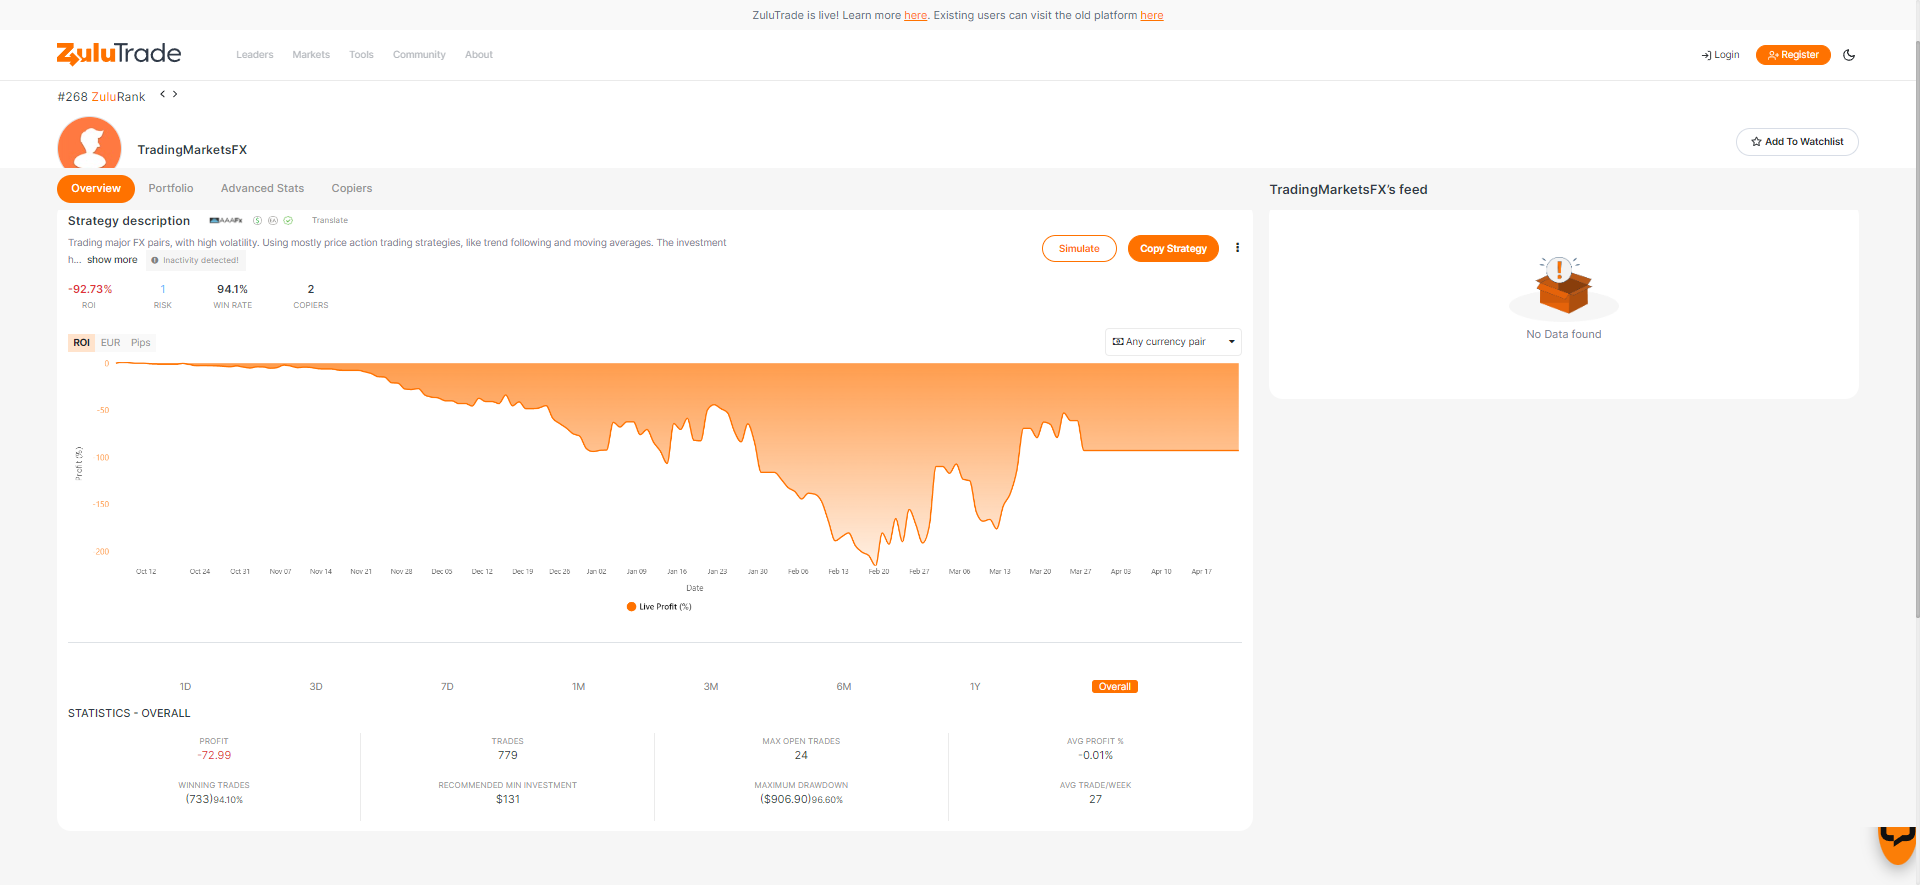 ZuluTrade is live! Learn more here. Existing users can visit the old platform here
ZuluTrade
Leaders Markets Tools Community About
Login Register
#268 ZuluRank
TradingMarketsFX
Add To Watchlist
Overview Portfolio Advanced Stats Copiers
TradingMarketsFX's feed
Strategy description AAAFx Translate
Trading major FX pairs, with high volatility. Using mostly price action trading strategies, like trend following and moving averages. The investment
h... show more Inactivity detected!
Simulate Copy Strategy
-92.73% 1 94.1% 2
ROI RISK WIN RATE COPIERS
No Data found
ROI EUR Pips
Any currency pair
0
-50
100
-150
200
Profit (%)
Oct 12 Oct 24 Oct 31 Nov 07 Nov 14 Nov 21 Nov 28 Dec 05 Dec 12 Dec 19 Dec 26 Jan 02 Jan 09 Jan 16 Jan 23 Jan 30 Feb 06 Feb 13 Feb 20 Feb 27 Mar 06 Mar 13 Mar 20 Mar 27 Apr 03 Apr 10 Apr 17
Date
Live Profit (%)
1D 3D 7D 1M 3M 6M 1Y Overall
STATISTICS - OVERALL
PROFIT TRADES MAX OPEN TRADES AVG PROFIT %
-72.99 779 24 -0.01%
WINNING TRADES RECOMMENDED MIN INVESTMENT MAXIMUM DRAWDOWN AVG TRADE/WEEK
(733)94.10% $131 ($906.90)96.60% 27